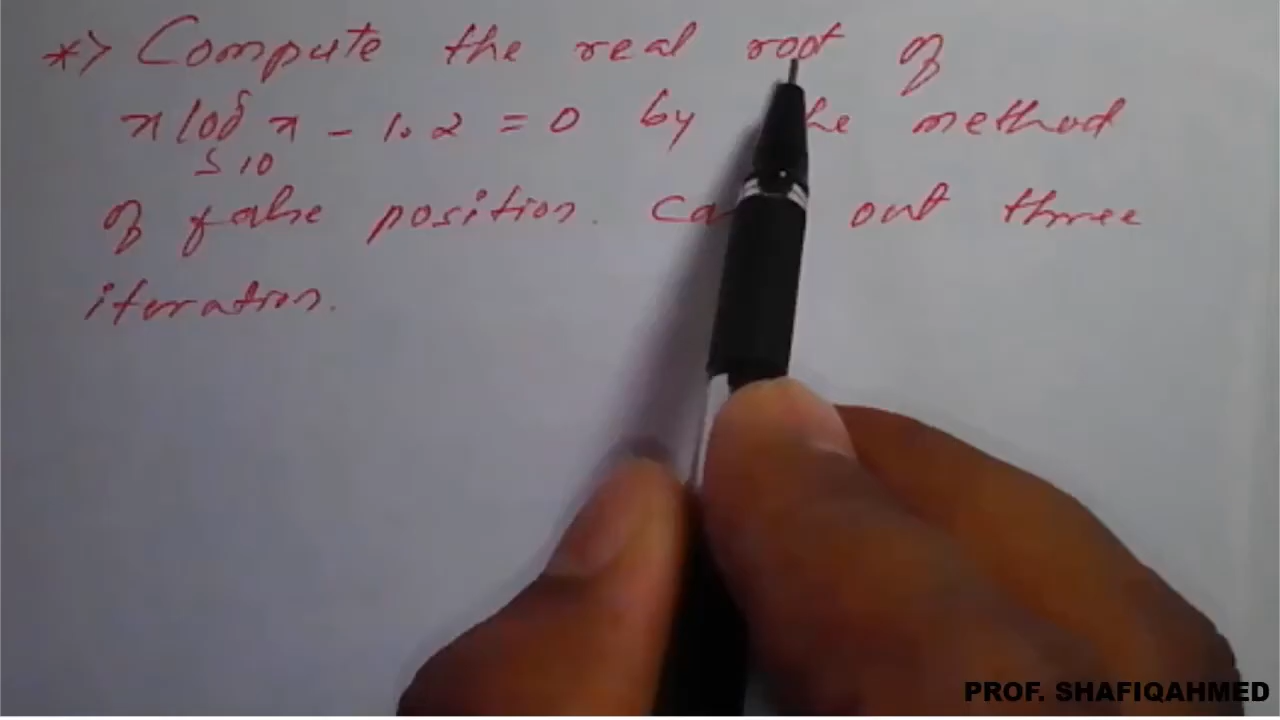 *> Compute the real root of
x log x - 1.2 = 0 by he method
10
of false position. Ca out three
iteration.
PROF. SHAFIQAHMED